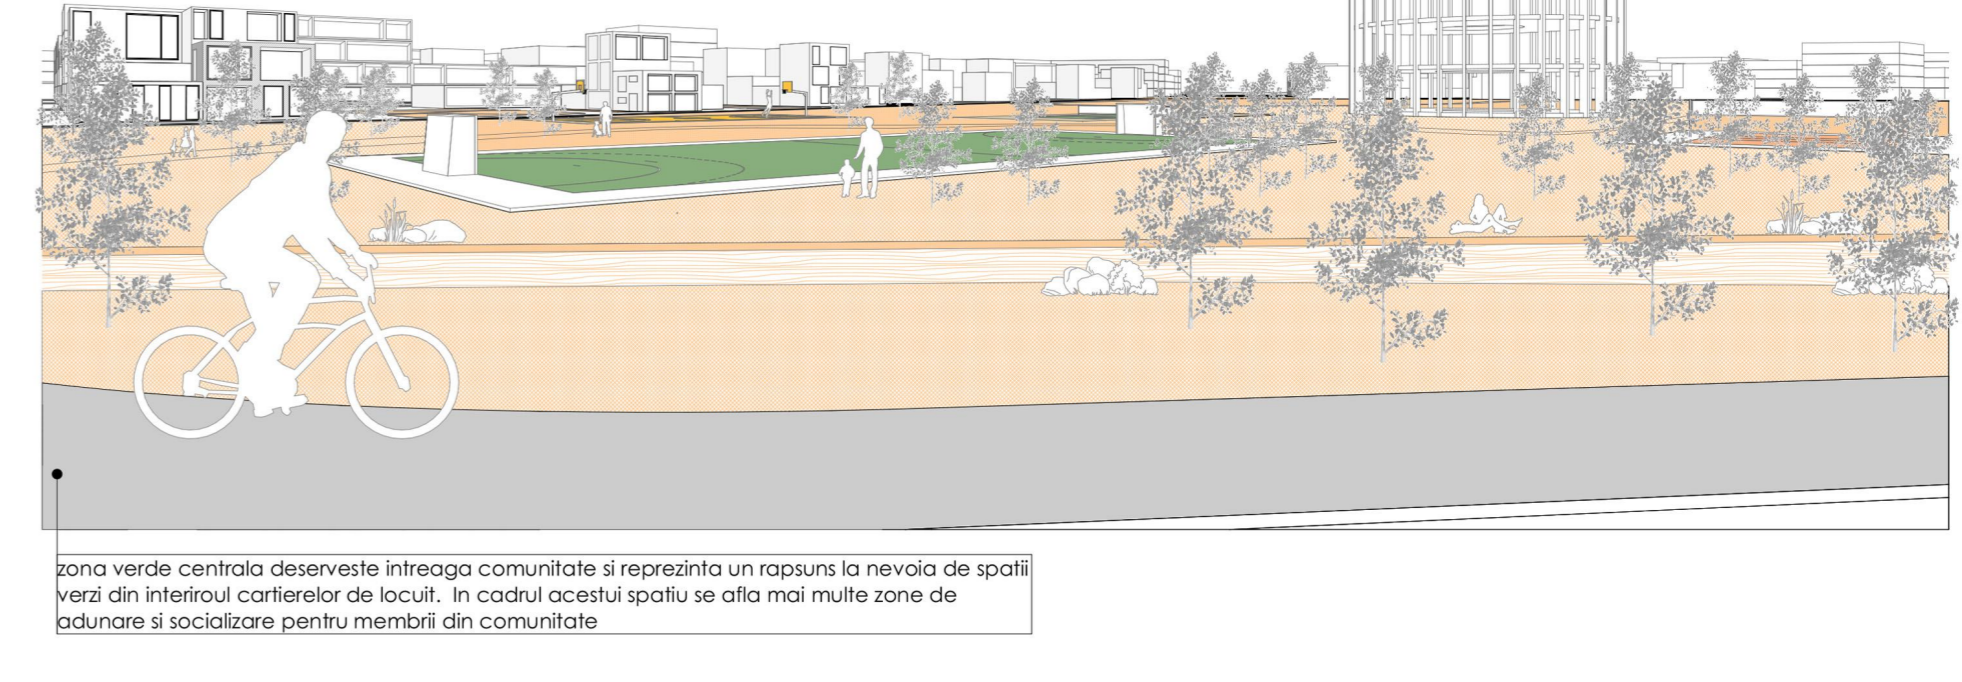 zona verde centrala deserveste intreaga comunitate si reprezinta un rapsuns la nevoia de spatii
verzi din interiroul cartierelor de locuit.  In cadrul acestui spatiu se afla mai multe zone de
adunare si socializare pentru membrii din comunitate